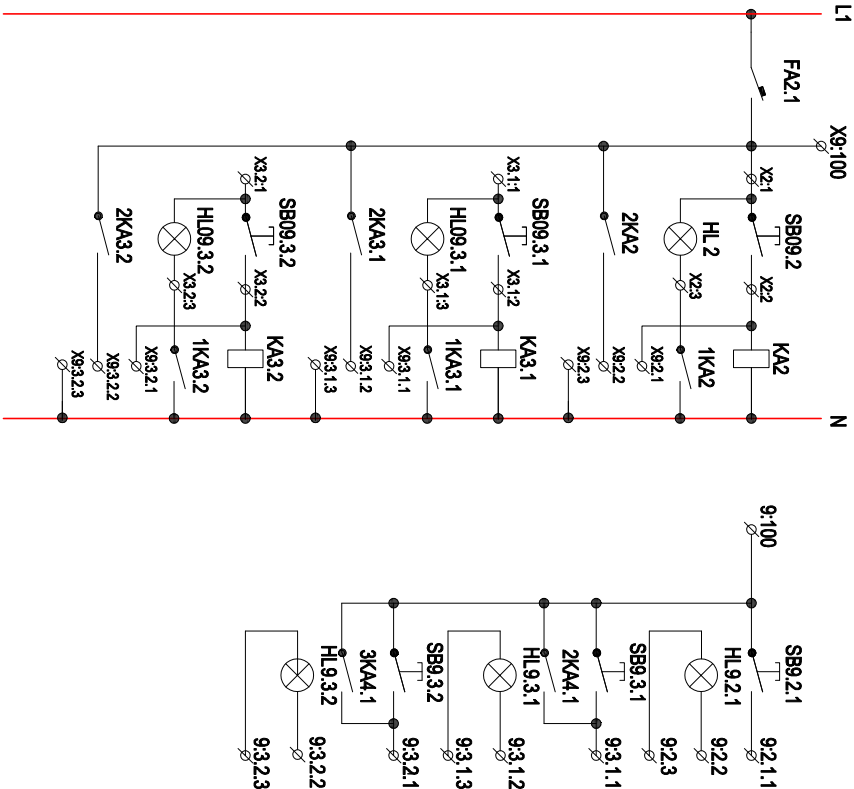 L1
FA2.1
X9:100
X2:1
SB09.2
X2:2
KA2
HL 2
X2:3
1KA2
X9:2.1
2KA2
X9:2.2
X9:2.3
N
X3.1:1
SB09.3.1
X3.1:2
KA3.1
HL09.3.1
X3.1:3
1KA3.1
X9:3.1.1
2KA3.1
X9:3.1.2
X9:3.1.3
X3.2:1
SB09.3.2
X3.2:2
KA3.2
HL09.3.2
X3.2:3
1KA3.2
X9:3.2.1
2KA3.2
X9:3.2.2
X9:3.2.3
9:100
SB9.2.1
9:2.1.1
HL9.2.1
9:2.2
9:2.3
SB9.3.1
9:3.1.1
2KA4.1
HL9.3.1
9:3.1.2
9:3.1.3
SB9.3.2
9:3.2.1
3KA4.1
HL9.3.2
9:3.2.2
9:3.2.3